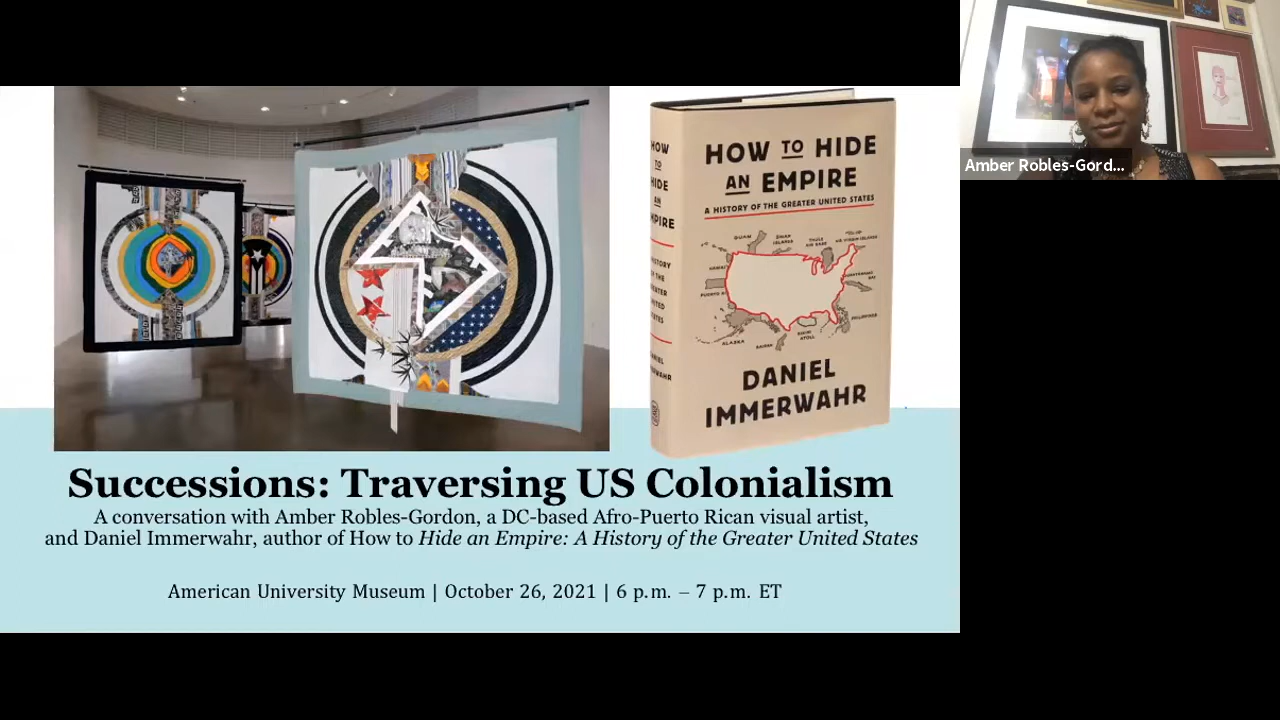 HOW TO HIDE
AN EMPIRE
A HISTORY OF THE GREATER UNITED STATES
GUAM
ALASKA
PHILIPPINES
DANIEL
IMMERWAHR
Amber Robles-Gord...
Successions: Traversing US Colonialism
A conversation with Amber Robles-Gordon, a DC-based Afro-Puerto Rican visual artist,
and Daniel Immerwahr, author of How to Hide an Empire: A History of the Greater United States
American University Museum | October 26, 2021 | 6 p.m. – 7 p.m. ET